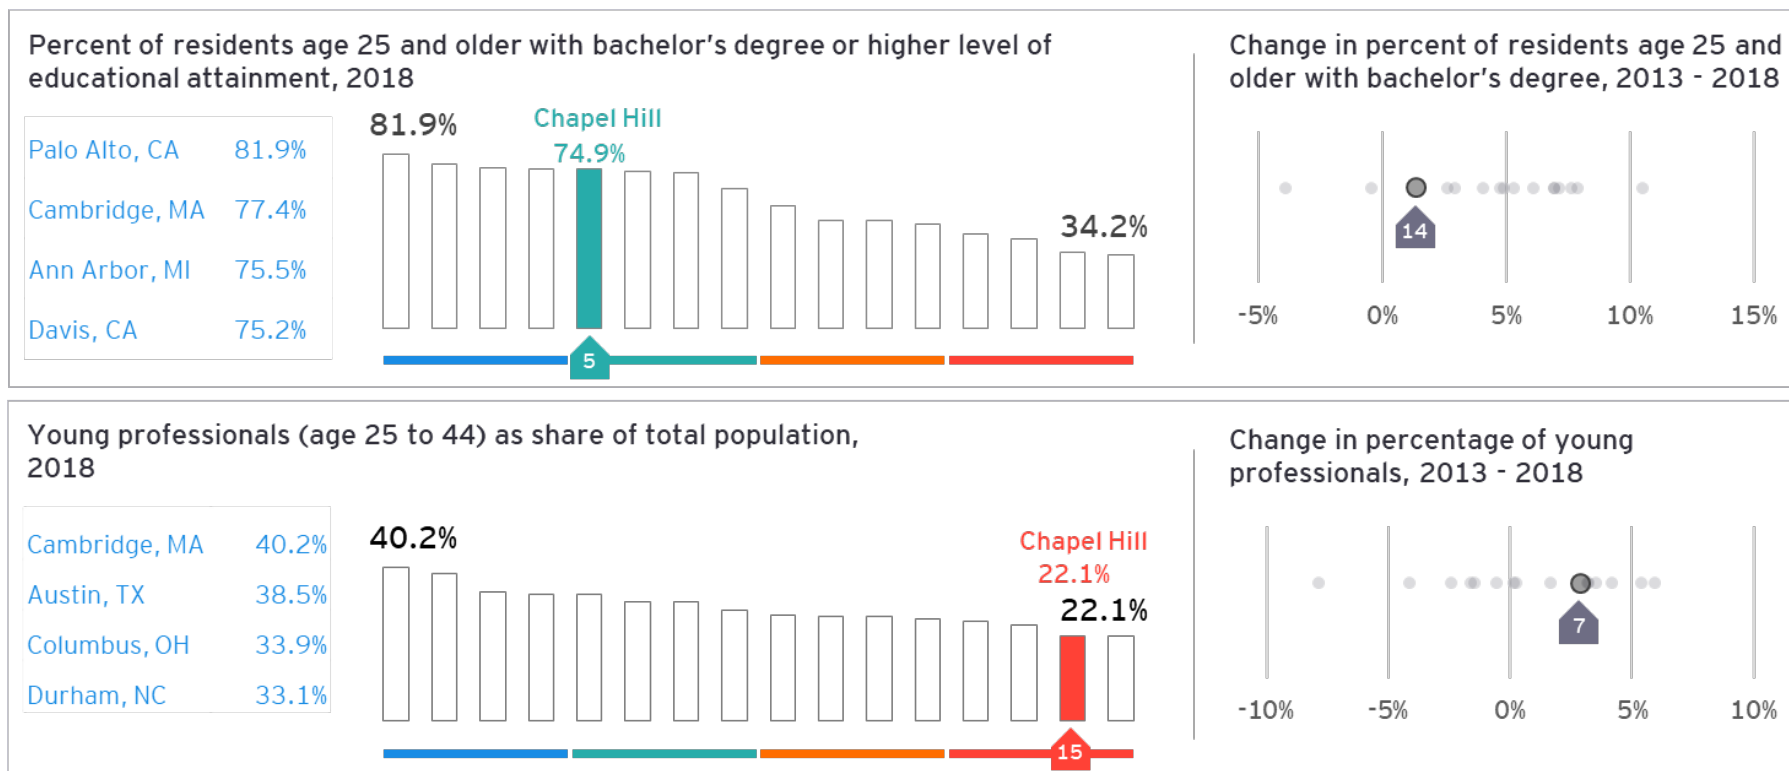 Percent of residents age 25 and older with bachelor's degree or higher level of
educational attainment, 2018
Palo Alto, CA 81.9%
Cambridge, MA 77.4%
Ann Arbor, MI 75.5%
Davis, CA 75.2%
81.9%
Chapel Hill
74.9%
34.2%
5
Change in percent of residents age 25 and
older with bachelor's degree, 2013 - 2018
14
-5% 0% 5% 10% 15%
Young professionals (age 25 to 44) as share of total population,
2018
Cambridge, MA 40.2%
Austin, TX 38.5%
Columbus, OH 33.9%
Durham, NC 33.1%
40.2%
Chapel Hill
22.1%
22.1%
15
Change in percentage of young
professionals, 2013 - 2018
7
-10% -5% 0% 5% 10%